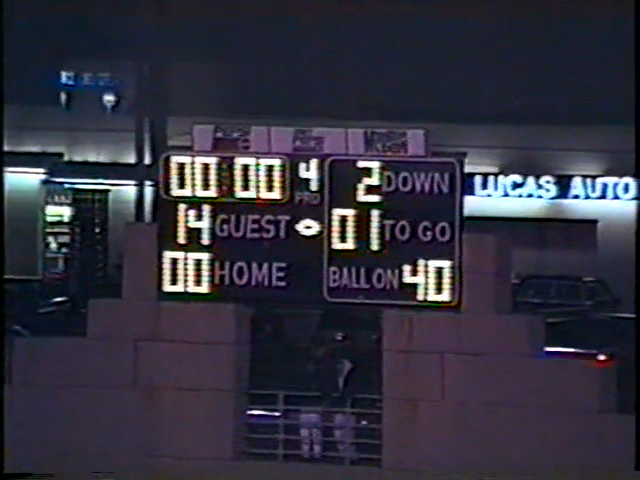 LUCAS AUTO
00:00 4 PRD
2 DOWN
14 GUEST
01 TO GO
00 HOME
BALL ON 40